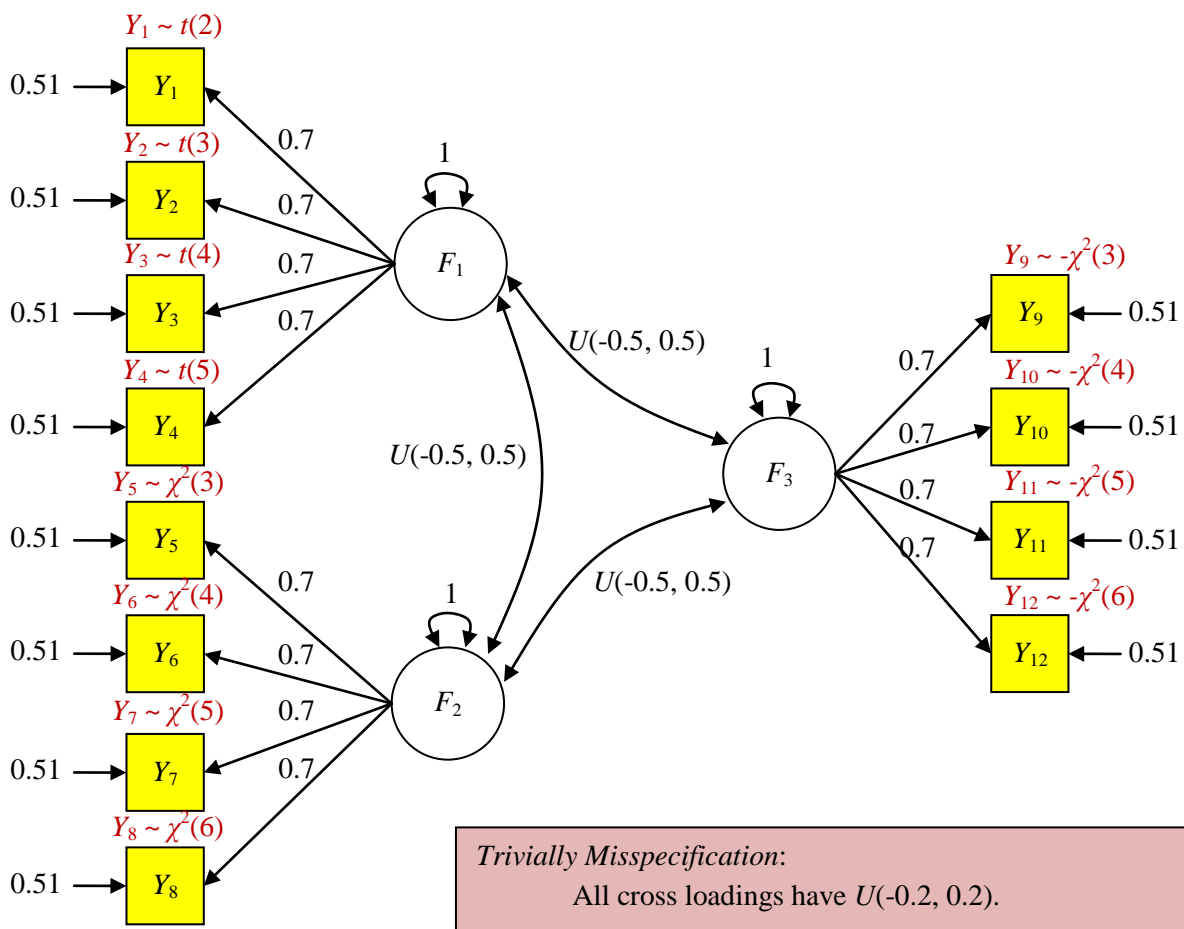 Y1 ~ t(2)
0.51
Y1
0.7
Y2 ~ t(3)
0.51
Y2
0.7
Y3 ~ t(4)
0.51
Y3
0.7
Y4 ~ t(5)
0.51
Y4
0.7
1
F1
U(-0.5, 0.5)
U(-0.5, 0.5)
U(-0.5, 0.5)
Y5 ~ χ²(3)
0.51
Y5
0.7
Y6 ~ χ²(4)
0.51
Y6
0.7
Y7 ~ χ²(5)
0.51
Y7
0.7
Y8 ~ χ²(6)
0.51
Y8
0.7
1
F2
1
F3
Y9 ~ -χ²(3)
0.7
Y9
0.51
Y10 ~ -χ²(4)
0.7
Y10
0.51
Y11 ~ -χ²(5)
0.7
Y11
0.51
Y12 ~ -χ²(6)
0.7
Y12
0.51
Trivially Misspecification:
All cross loadings have U(-0.2, 0.2).